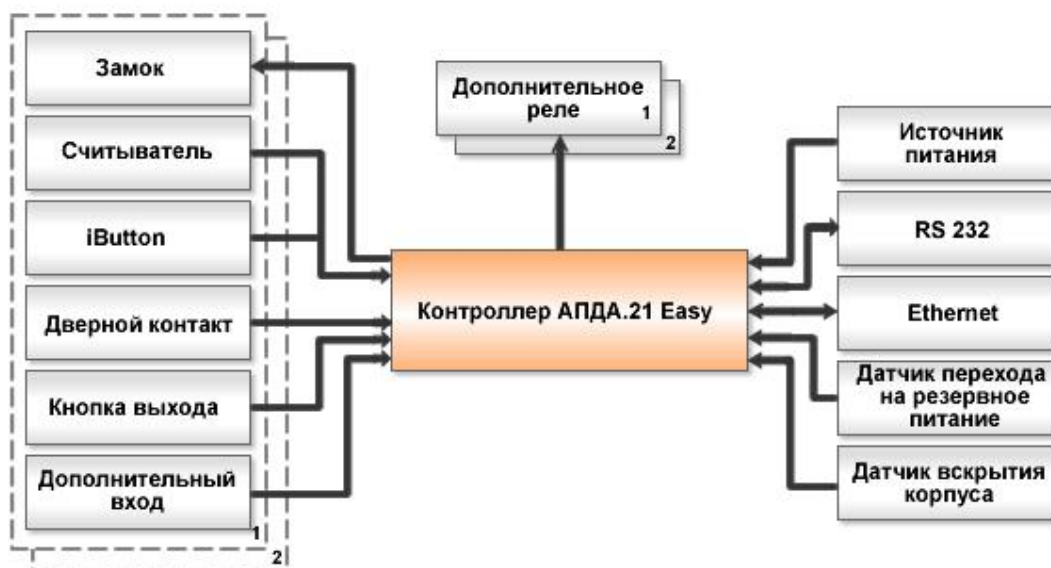 Замок
Считыватель
iButton
Дверной контакт
Кнопка выхода
Дополнительный
вход
1
2
Дополнительное
реле
1
2
Контроллер АПДА.21 Easy
Источник
питания
RS 232
Ethernet
Датчик перехода
на резервное
питание
Датчик вскрытия
корпуса